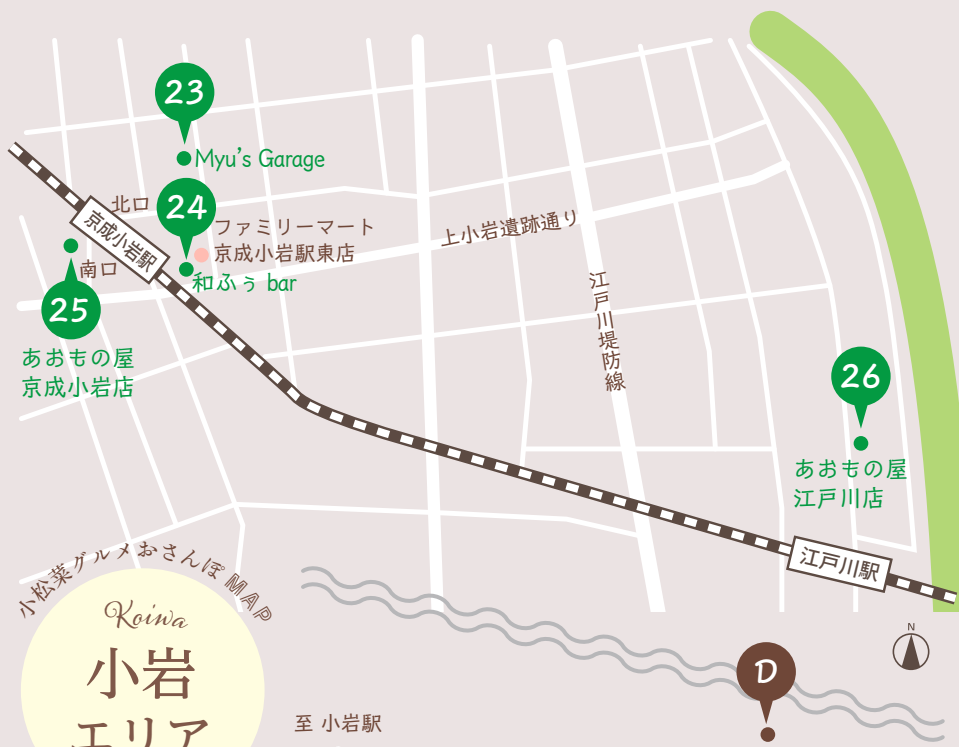 23
Myu's Garage
北口
24
京成小岩駅
ファミリーマート
京成小岩駅東店
上小岩遺跡通り
南口
和ふぅ bar
25
江戸川堤防線
あおもの屋
京成小岩店
26
あおもの屋
江戸川店
江戸川駅
小松菜グルメおさんぽMAP
Koiwa
小岩
エリア
N
D
至 小岩駅